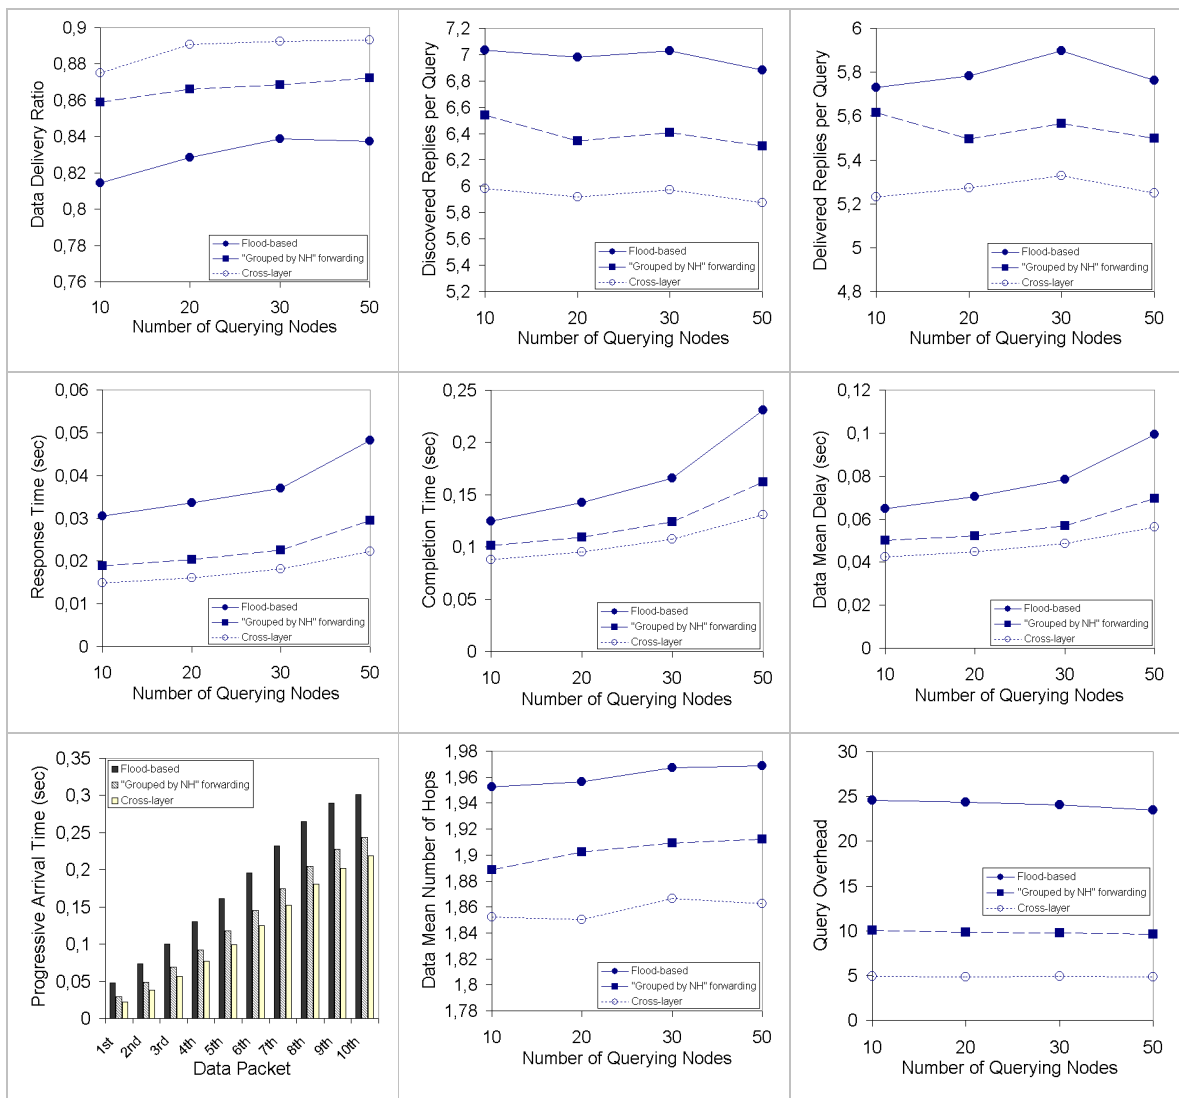 Data Delivery Ratio
0,9
0,88
0,86
0,84
0,82
0,8
0,78
0,76
Flood-based
"Grouped by NH" forwarding
Cross-layer
10 20 30 50
Number of Querying Nodes
Discovered Replies per Query
7,2
7
6,8
6,6
6,4
6,2
6
5,8
5,6
5,4
5,2
Flood-based
"Grouped by NH" forwarding
Cross-layer
10 20 30 50
Number of Querying Nodes
Delivered Replies per Query
6
5,8
5,6
5,4
5,2
5
4,8
Flood-based
"Grouped by NH" forwarding
Cross-layer
10 20 30 50
Number of Querying Nodes
Response Time (sec)
0,06
0,05
0,04
0,03
0,02
0,01
0
Flood-based
"Grouped by NH" forwarding
Cross-layer
10 20 30 50
Number of Querying Nodes
Completion Time (sec)
0,25
0,2
0,15
0,1
0,05
0
Flood-based
"Grouped by NH" forwarding
Cross-layer
10 20 30 50
Number of Querying Nodes
Data Mean Delay (sec)
0,12
0,1
0,08
0,06
0,04
0,02
0
Flood-based
"Grouped by NH" forwarding
Cross-layer
10 20 30 50
Number of Querying Nodes
Progressive Arrival Time (sec)
0,35
0,3
0,25
0,2
0,15
0,1
0,05
0
Flood-based
"Grouped by NH" forwarding
Cross-layer
1st 2nd 3rd 4th 5th 6th 7th 8th 9th 10th
Data Packet
Data Mean Number of Hops
1,98
1,96
1,94
1,92
1,9
1,88
1,86
1,84
1,82
1,8
1,78
Flood-based
"Grouped by NH" forwarding
Cross-layer
10 20 30 50
Number of Querying Nodes
Query Overhead
30
25
20
15
10
5
0
Flood-based
"Grouped by NH" forwarding
Cross-layer
10 20 30 50
Number of Querying Nodes